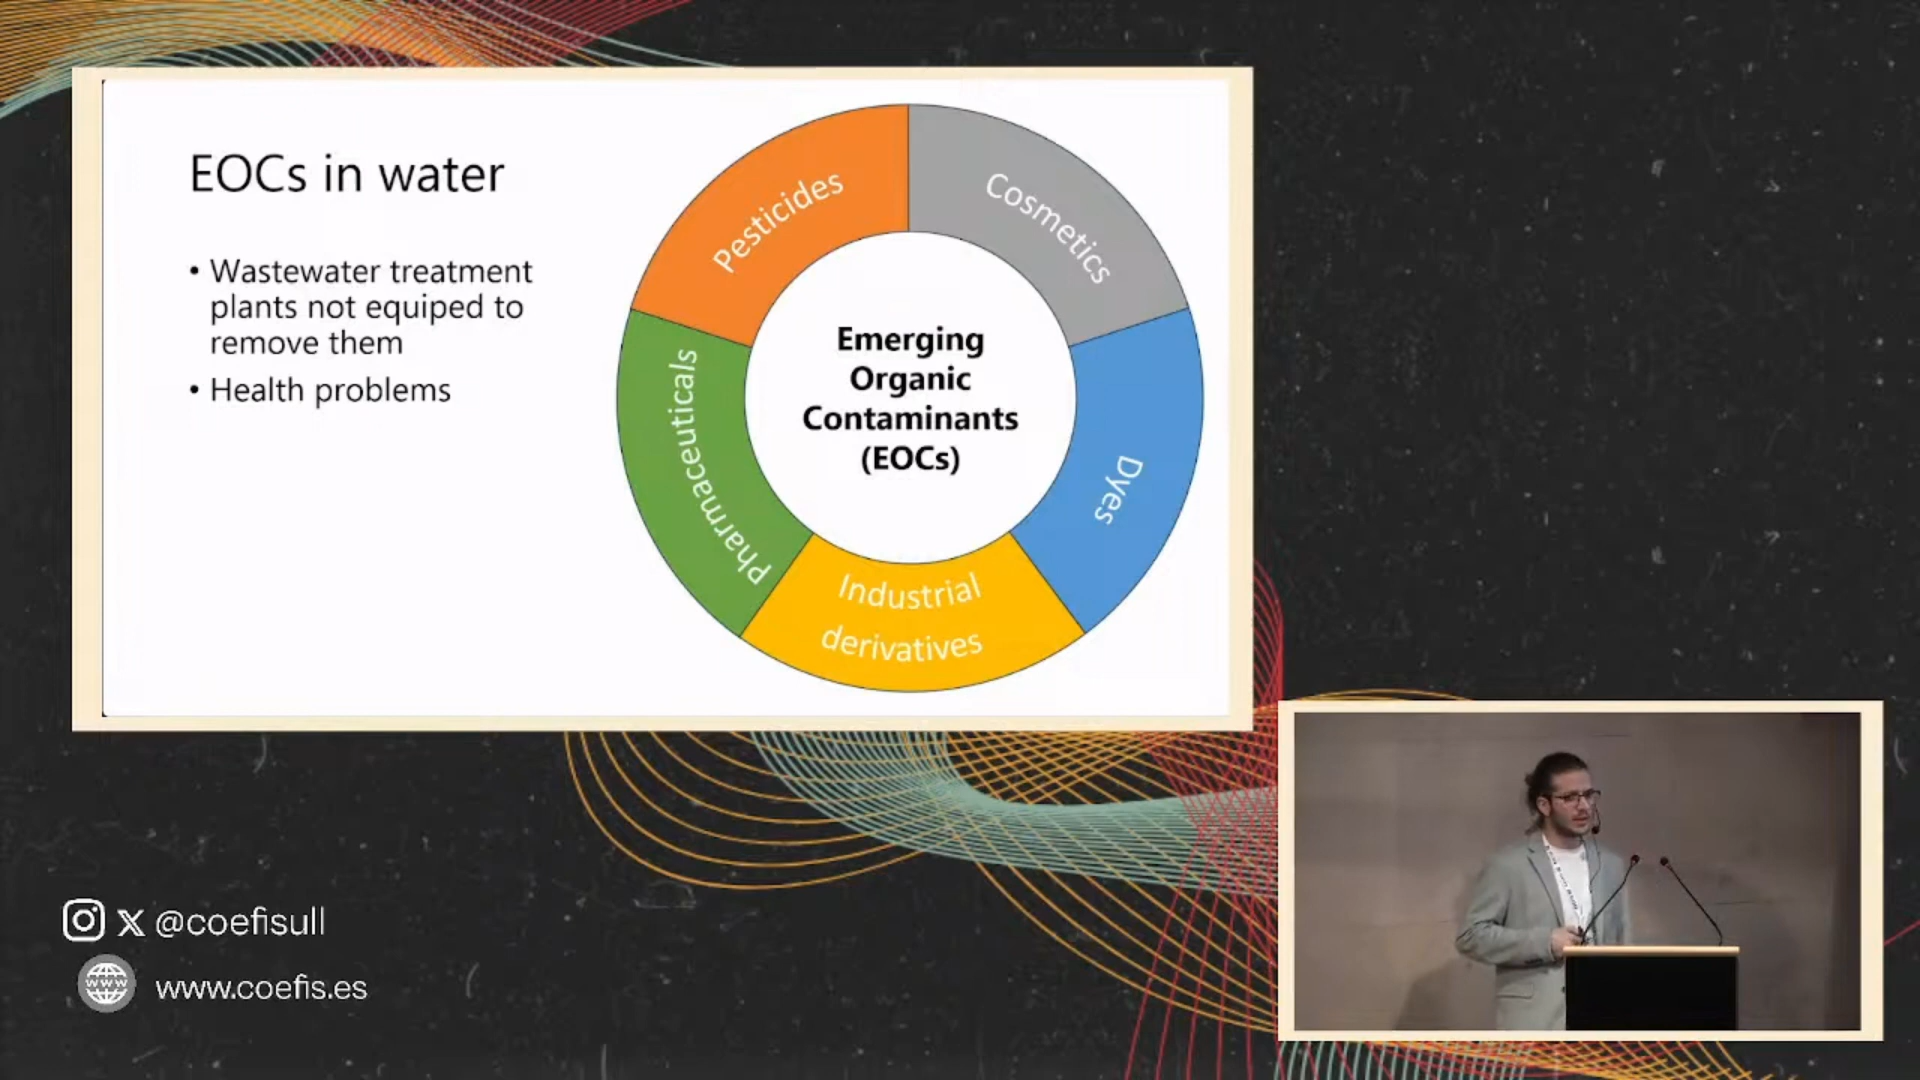 EOCs in water
• Wastewater treatment
plants not equiped to
remove them
• Health problems
Pesticides
Cosmetics
Dyes
Industrial
derivatives
Pharmaceuticals
Emerging
Organic
Contaminants
(EOCs)
@coefisull
www
www.coefis.es